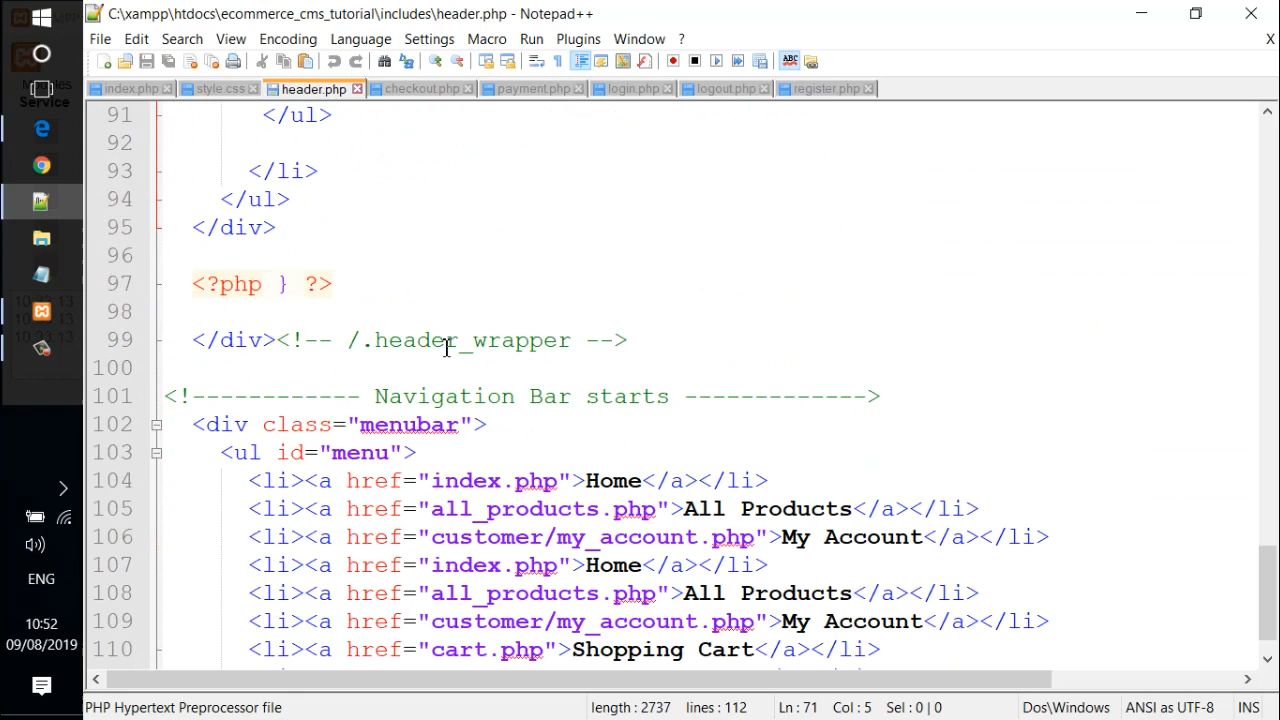 C:\xampp\htdocs\ecommerce_cms_tutorial\includes\header.php - Notepad++
File Edit Search View Encoding Language Settings Macro Run Plugins Window ? X
index.php style.css header.php checkout.php payment.php login.php logout.php register.php
91 </ul>
92
93 </li>
94 </ul>
95 </div>
96
97 <?php } ?>
98
99 </div><!-- /.header_wrapper -->
100
101 <!------------ Navigation Bar starts ------------->
102 <div class="menubar">
103 <ul id="menu">
104 <li><a href="index.php">Home</a></li>
105 <li><a href="all_products.php">All Products</a></li>
106 <li><a href="customer/my_account.php">My Account</a></li>
107 <li><a href="index.php">Home</a></li>
108 <li><a href="all_products.php">All Products</a></li>
109 <li><a href="customer/my_account.php">My Account</a></li>
110 <li><a href="cart.php">Shopping Cart</a></li>
PHP Hypertext Preprocessor file length : 2737 lines : 112 Ln : 71 Col : 5 Sel : 0 | 0 Dos\Windows ANSI as UTF-8 INS
Modules
Service
ENG
10:52
09/08/2019